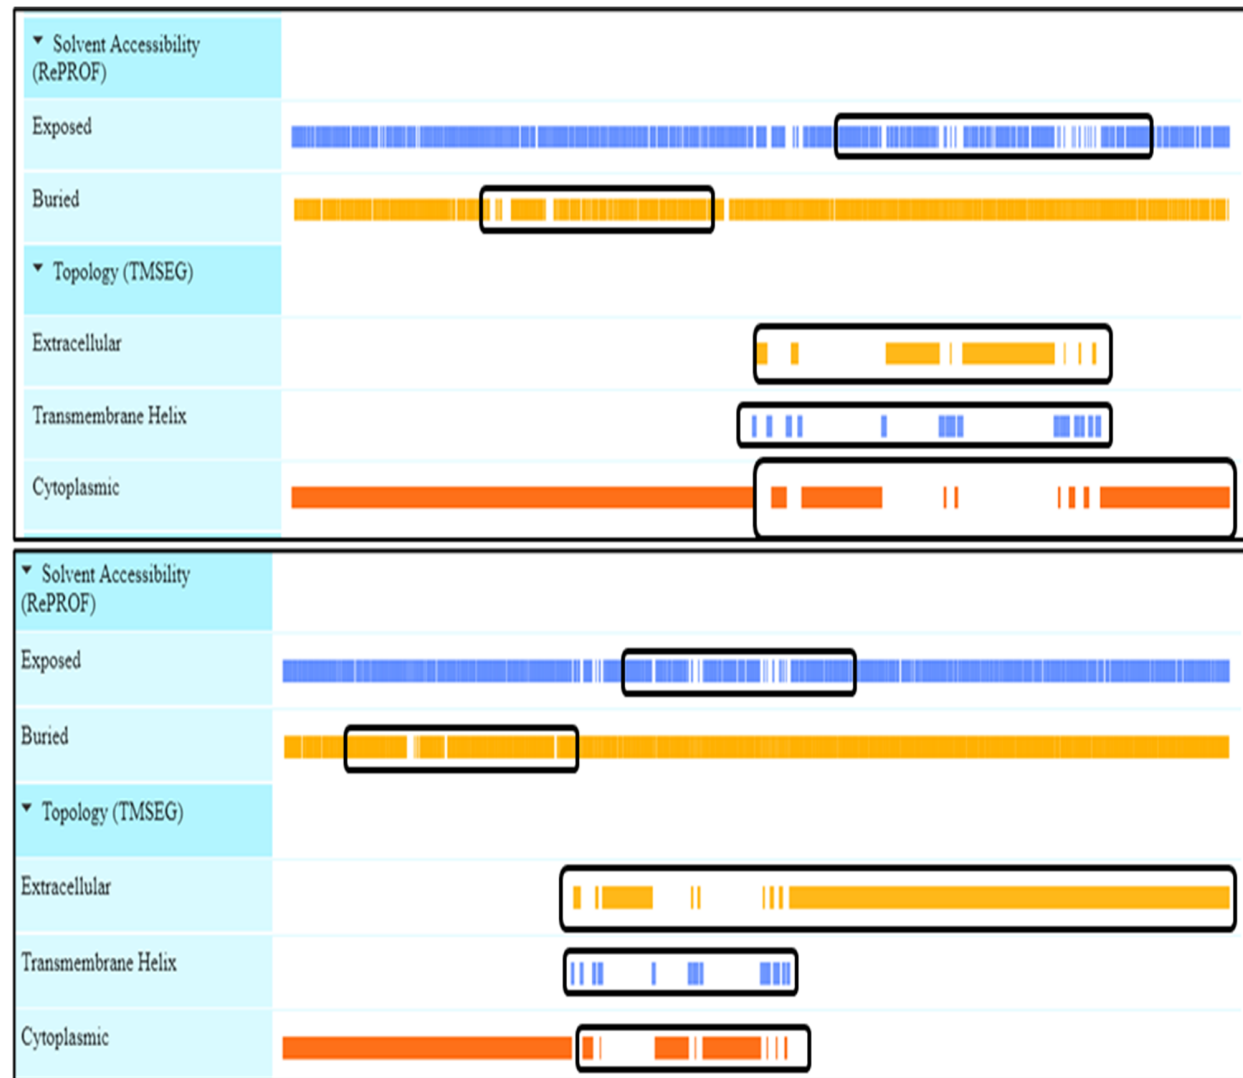 Solvent Accessibility
(RePROF)
Exposed
Buried
Topology (TMSEG)
Extracellular
Transmembrane Helix
Cytoplasmic
Solvent Accessibility
(RePROF)
Exposed
Buried
Topology (TMSEG)
Extracellular
Transmembrane Helix
Cytoplasmic